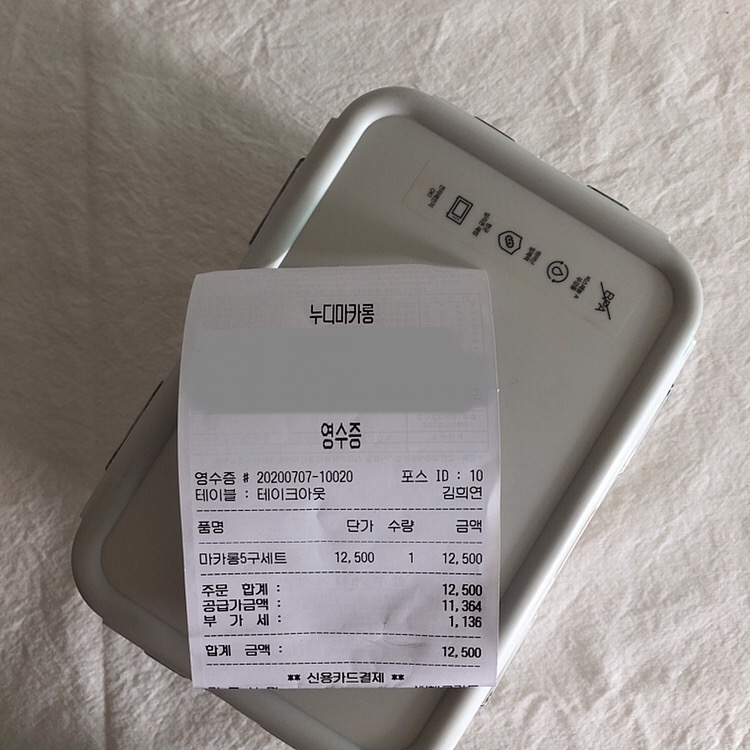 누디마카롱
영수증
영수증 # 20200707-10020 포스 ID : 10
테이블 : 테이크아웃 김희연
품명 단가 수량 금액
마카롱5구세트 12,500 1 12,500
주문 합계 : 12,500
공급가금액 : 11,364
부 가 세 : 1,136
합계 금액 : 12,500
** 신용카드결제 **
BPA